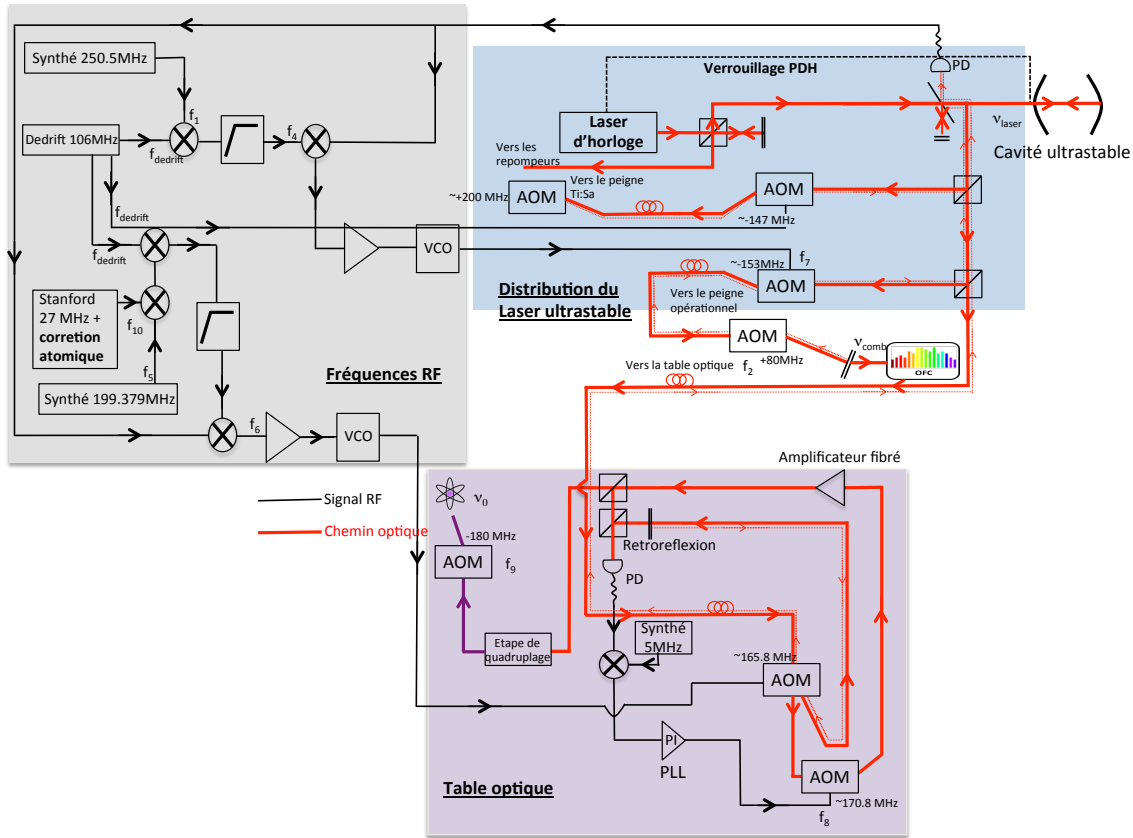 Synthé 250.5MHz
f1
Dedrift 106MHz
fdedrift
f4
fdedrift
fdedrift
Stanford
27 MHz +
corretion
atomique
f10
f5
Synthé 199.379MHz
Fréquences RF
f6
VCO
VCO
PD
Verrouillage PDH
Laser
d’horloge
νlaser
Cavité ultrastable
Vers les
repompeurs
Vers le peigne
Ti:Sa
~+200 MHz
AOM
AOM
~-147 MHz
~-153MHz
f7
AOM
Distribution du
Laser ultrastable
Vers le peigne
opérationnel
AOM
f2
+80MHz
νcomb
OFC
Vers la table optique
Signal RF
Chemin optique
Amplificateur fibré
ν0
-180 MHz
AOM
f9
Retroreflexion
PD
Etape de
quadruplage
Synthé
5MHz
~165.8 MHz
AOM
PI
PLL
AOM
~170.8 MHz
f8
Table optique